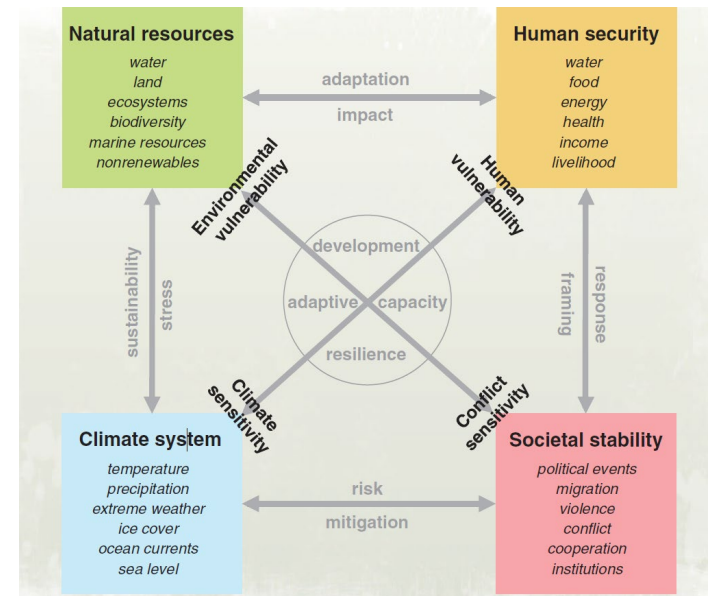 Natural resources
water
land
ecosystems
biodiversity
marine resources
nonrenewables
Human security
water
food
energy
health
income
livelihood
adaptation
impact
Environmental
vulnerability
Human
vulnerability
sustainability
stress
development
adaptive capacity
resilience
framing
response
Climate
sensitivity
Conflict
sensitivity
Climate system
temperature
precipitation
extreme weather
ice cover
ocean currents
sea level
risk
mitigation
Societal stability
political events
migration
violence
conflict
cooperation
institutions